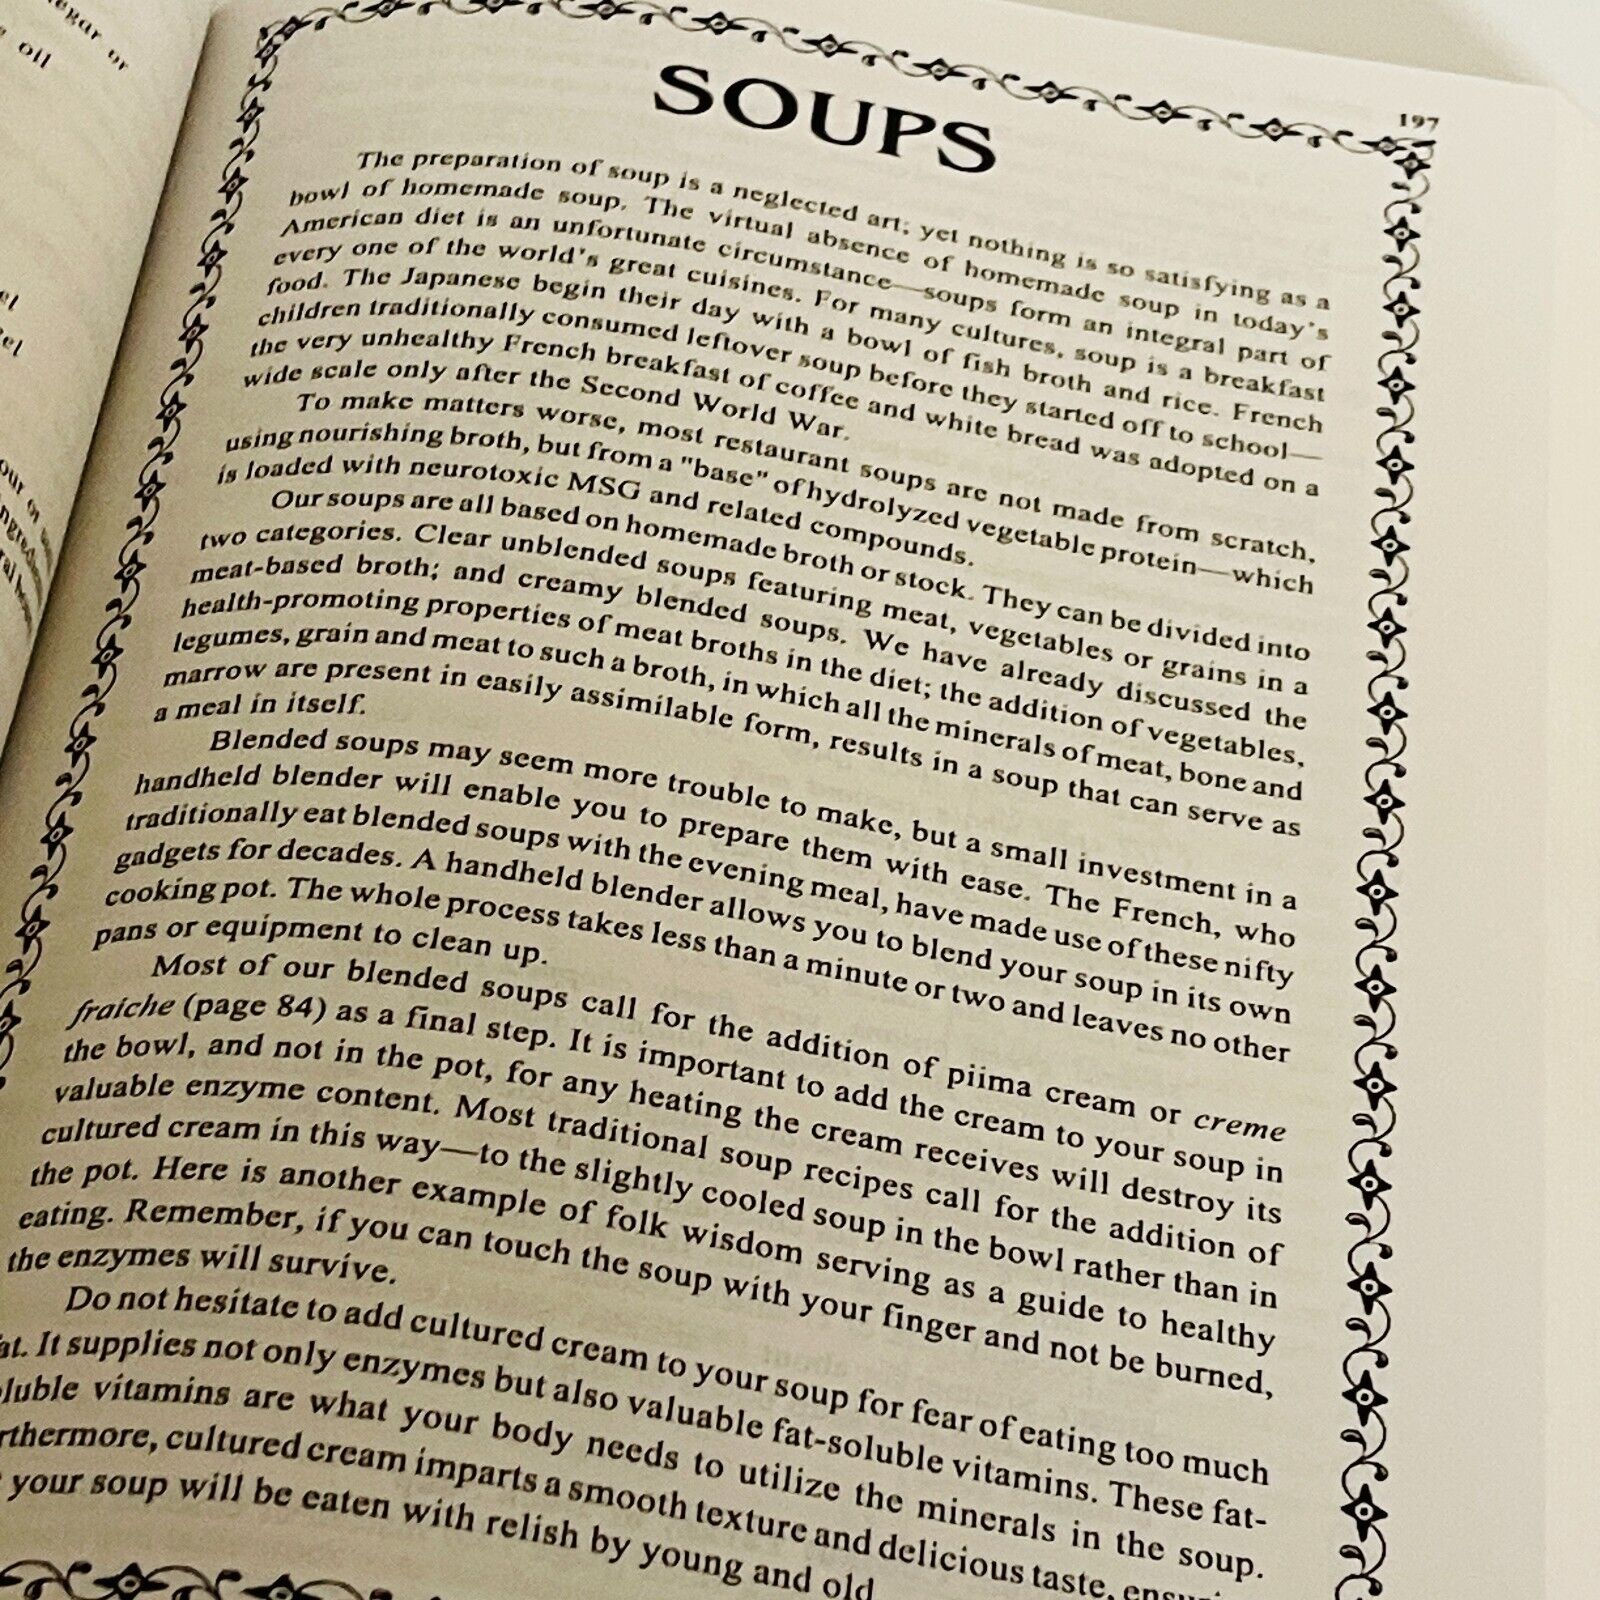 egar or
oil
el
el
our or
ngredien
ral
197
SOUPS
The preparation of soup is a neglected art; yet nothing is so satisfying as a
bowl of homemade soup. The virtual absence of homemade soup in today's
American diet is an unfortunate circumstance—soups form an integral part of
every one of the world's great cuisines. For many cultures, soup is a breakfast
food. The Japanese begin their day with a bowl of fish broth and rice. French
children traditionally consumed leftover soup before they started off to school—
the very unhealthy French breakfast of coffee and white bread was adopted on a
wide scale only after the Second World War.
To make matters worse, most restaurant soups are not made from scratch,
using nourishing broth, but from a "base" of hydrolyzed vegetable protein—which
is loaded with neurotoxic MSG and related compounds.
Our soups are all based on homemade broth or stock. They can be divided into
two categories. Clear unblended soups featuring meat, vegetables or grains in a
meat-based broth; and creamy blended soups. We have already discussed the
health-promoting properties of meat broths in the diet; the addition of vegetables,
legumes, grain and meat to such a broth, in which all the minerals of meat, bone and
marrow are present in easily assimilable form, results in a soup that can serve as
a meal in itself.
Blended soups may seem more trouble to make, but a small investment in a
handheld blender will enable you to prepare them with ease. The French, who
traditionally eat blended soups with the evening meal, have made use of these nifty
gadgets for decades. A handheld blender allows you to blend your soup in its own
cooking pot. The whole process takes less than a minute or two and leaves no other
pans or equipment to clean up.
Most of our blended soups call for the addition of piima cream or creme
fraiche (page 84) as a final step. It is important to add the cream to your soup in
the bowl, and not in the pot, for any heating the cream receives will destroy its
valuable enzyme content. Most traditional soup recipes call for the addition of
cultured cream in this way—to the slightly cooled soup in the bowl rather than in
the pot. Here is another example of folk wisdom serving as a guide to healthy
eating. Remember, if you can touch the soup with your finger and not be burned,
the enzymes will survive.
Do not hesitate to add cultured cream to your soup for fear of eating too much
at. It supplies not only enzymes but also valuable fat-soluble vitamins. These fat-
luble vitamins are what your body needs to utilize the minerals in the soup.
rthermore, cultured cream imparts a smooth texture and delicious taste, ensuri
your soup will be eaten with relish by young and old